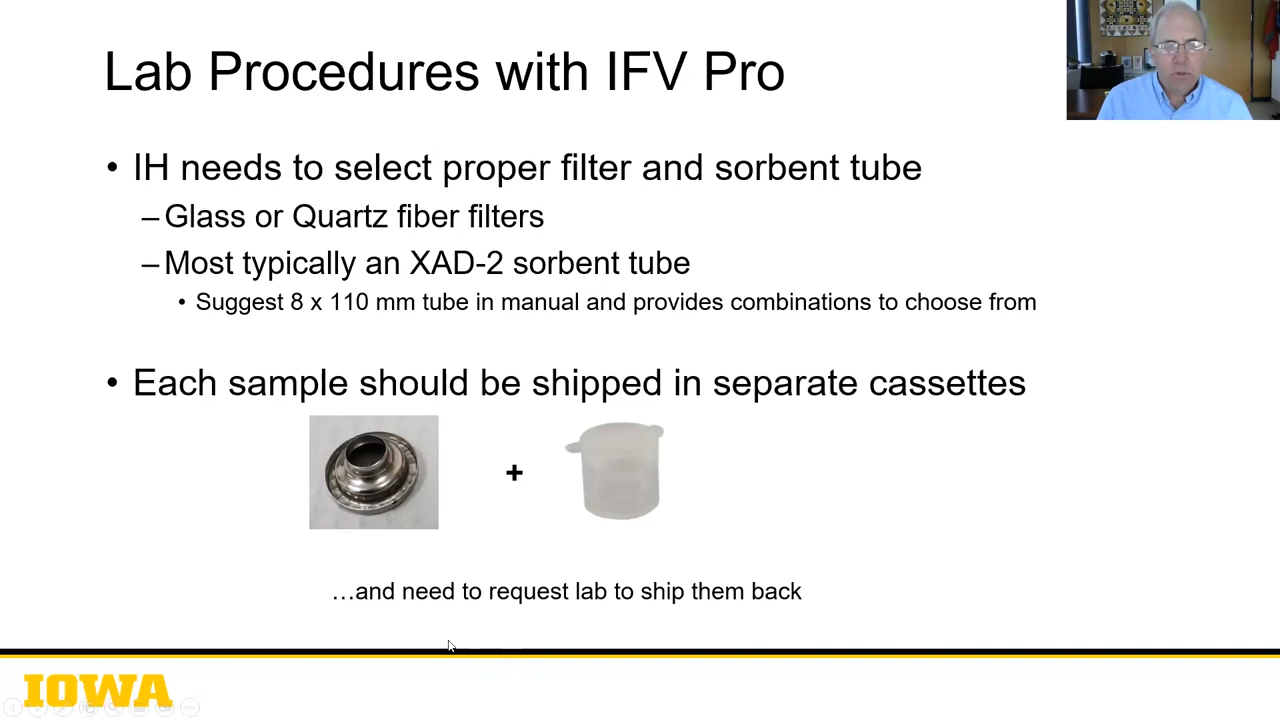 Lab Procedures with IFV Pro
• IH needs to select proper filter and sorbent tube
–Glass or Quartz fiber filters
–Most typically an XAD-2 sorbent tube
• Suggest 8 x 110 mm tube in manual and provides combinations to choose from
• Each sample should be shipped in separate cassettes
+
…and need to request lab to ship them back
IOWA